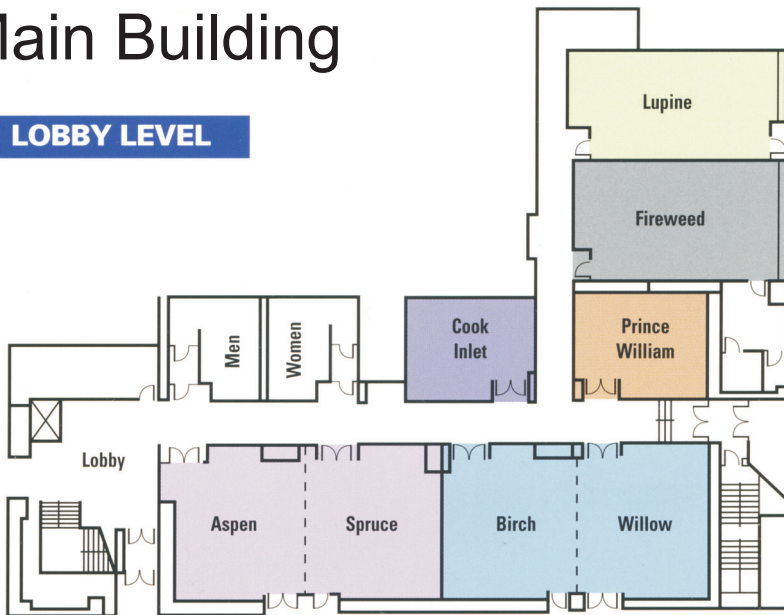 Main Building
LOBBY LEVEL
Lupine
Fireweed
Cook
Inlet
Prince
William
Men
Women
Lobby
Aspen
Spruce
Birch
Willow